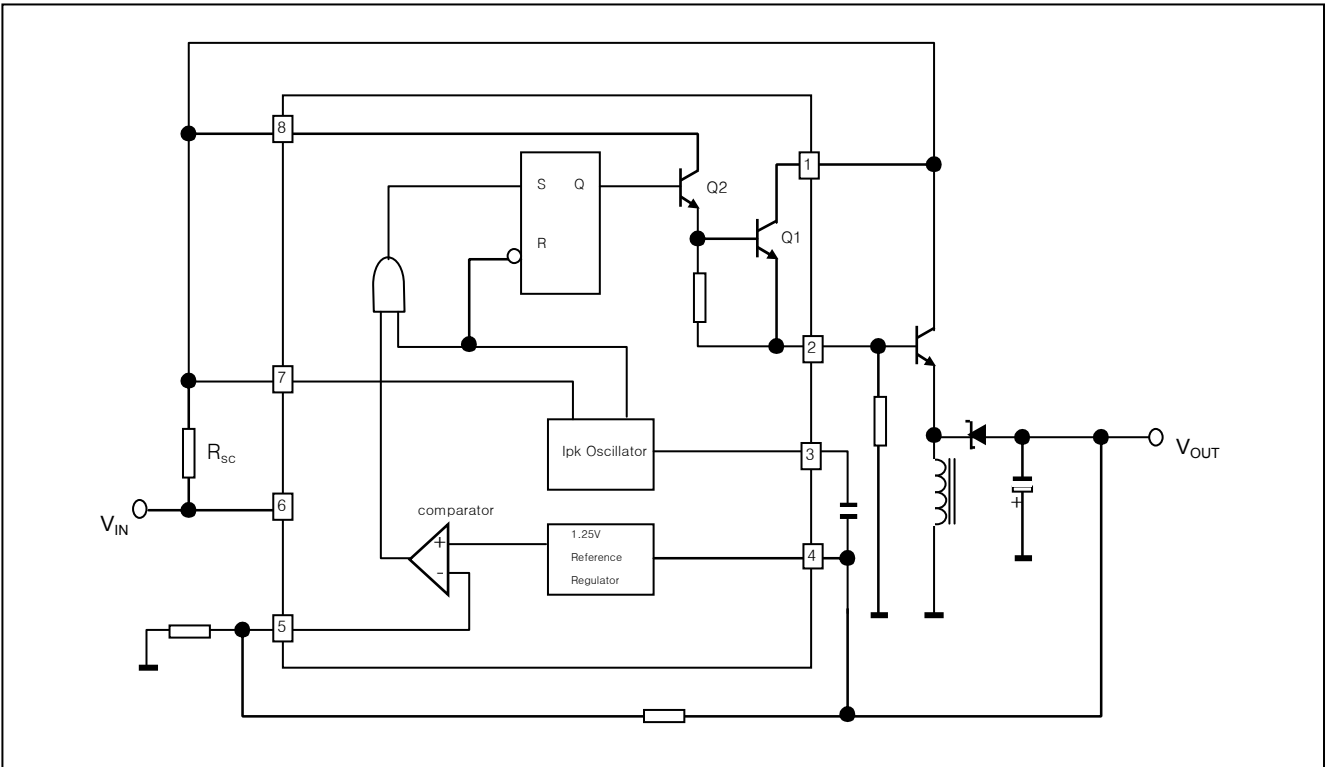 8
1
S Q
Q2
R
Q1
2
7
Ipk Oscillator
3
RSC
6
VIN
comparator
+
-
1.25V
Reference
Regulator
4
5
+
VOUT